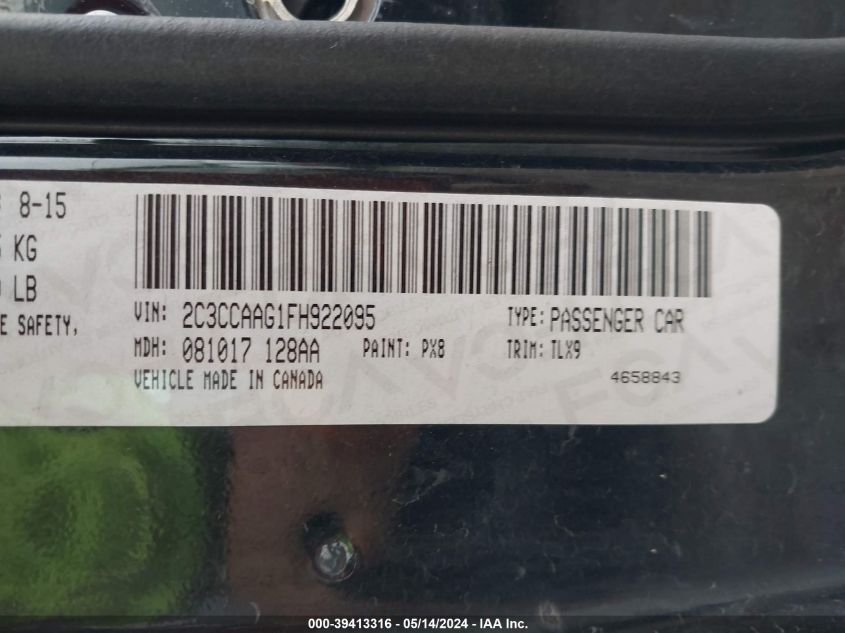 8-15
KG
LB
E SAFETY.
VIN: 2C3CCAAG1FH922095
TYPE: PASSENGER CAR
MDH: 081017 128AA
PAINT: PX8
TRIM: TLX9
VEHICLE MADE IN CANADA
4658843
000-39413316 - 05/14/2024 - IAA Inc.